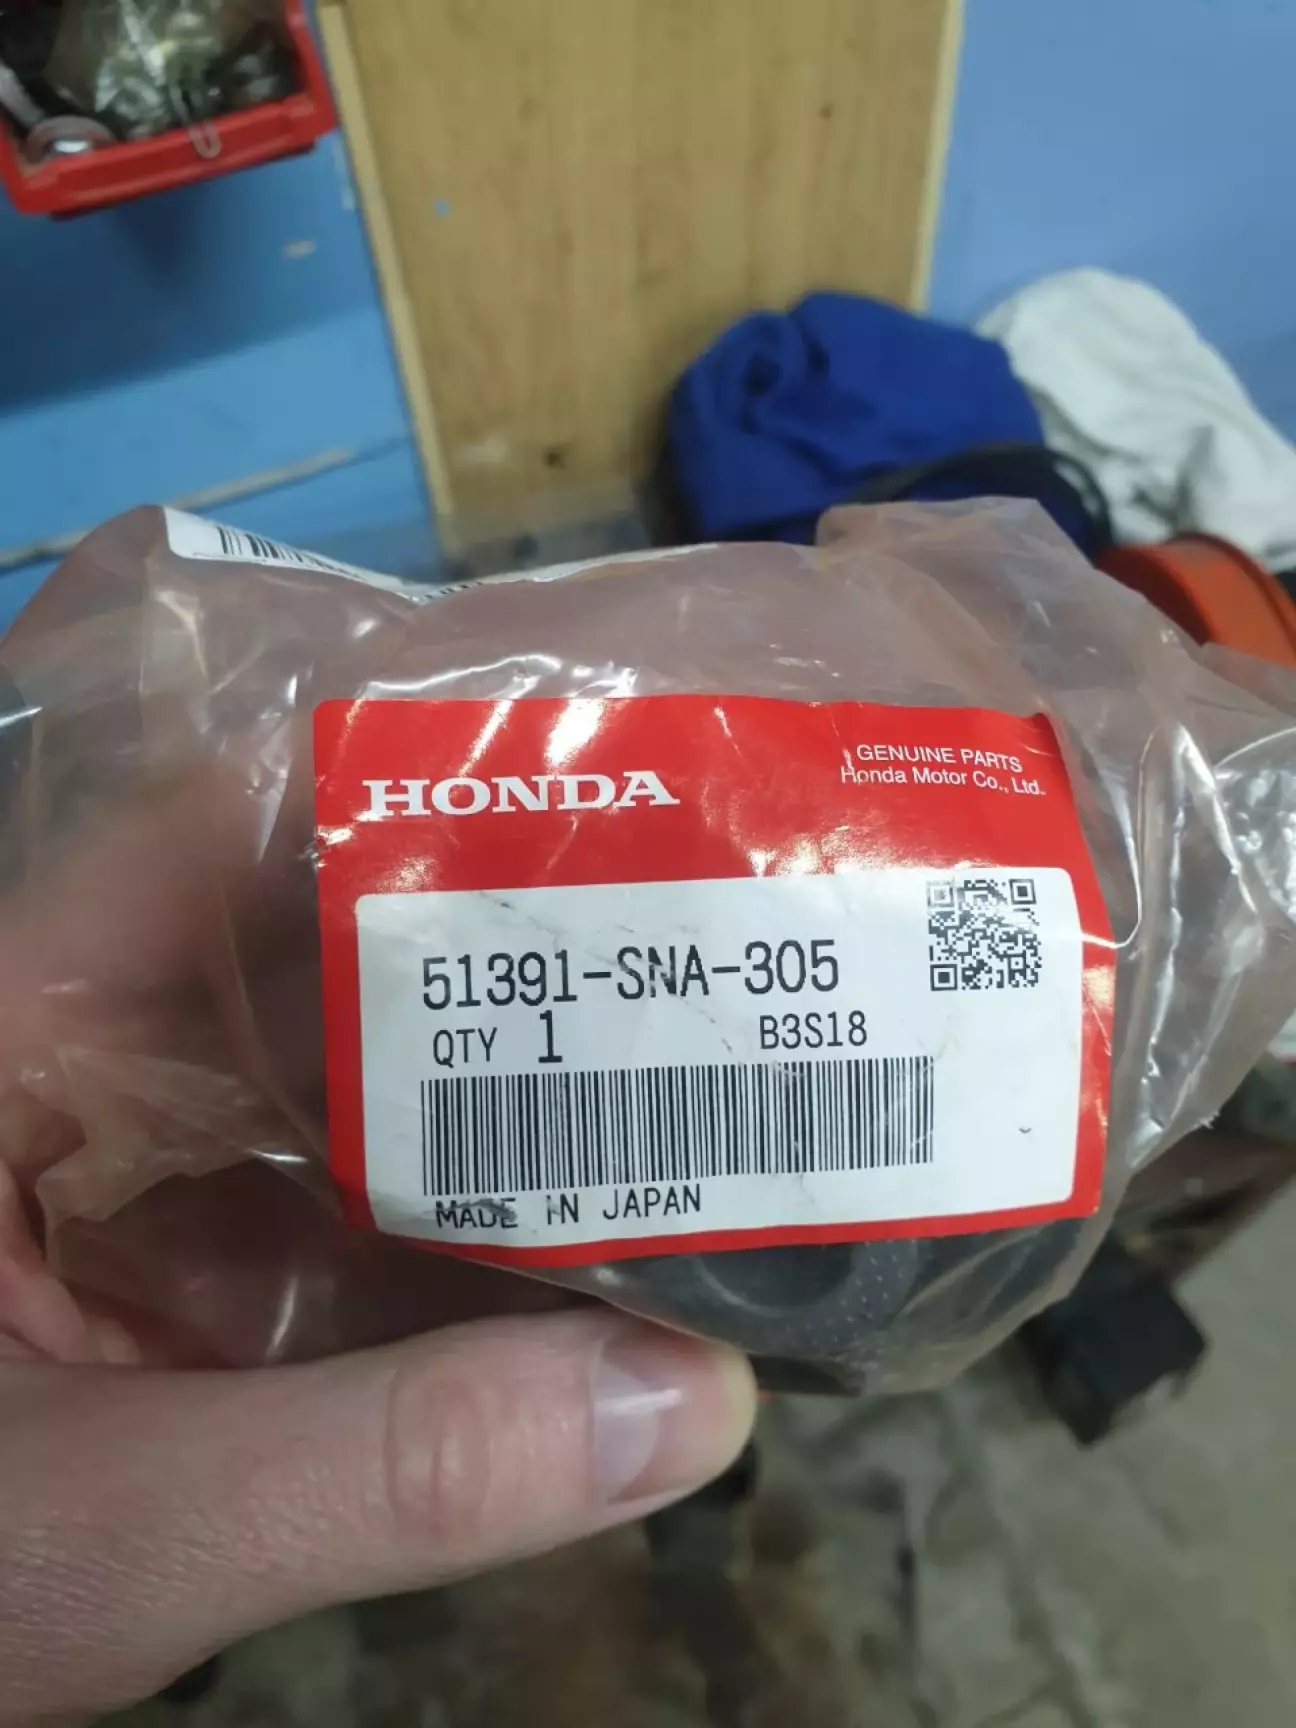 HONDA
GENUINE PARTS
Honda Motor Co., Ltd.
51391-SNA-305
QTY 1 B3S18
MADE IN JAPAN